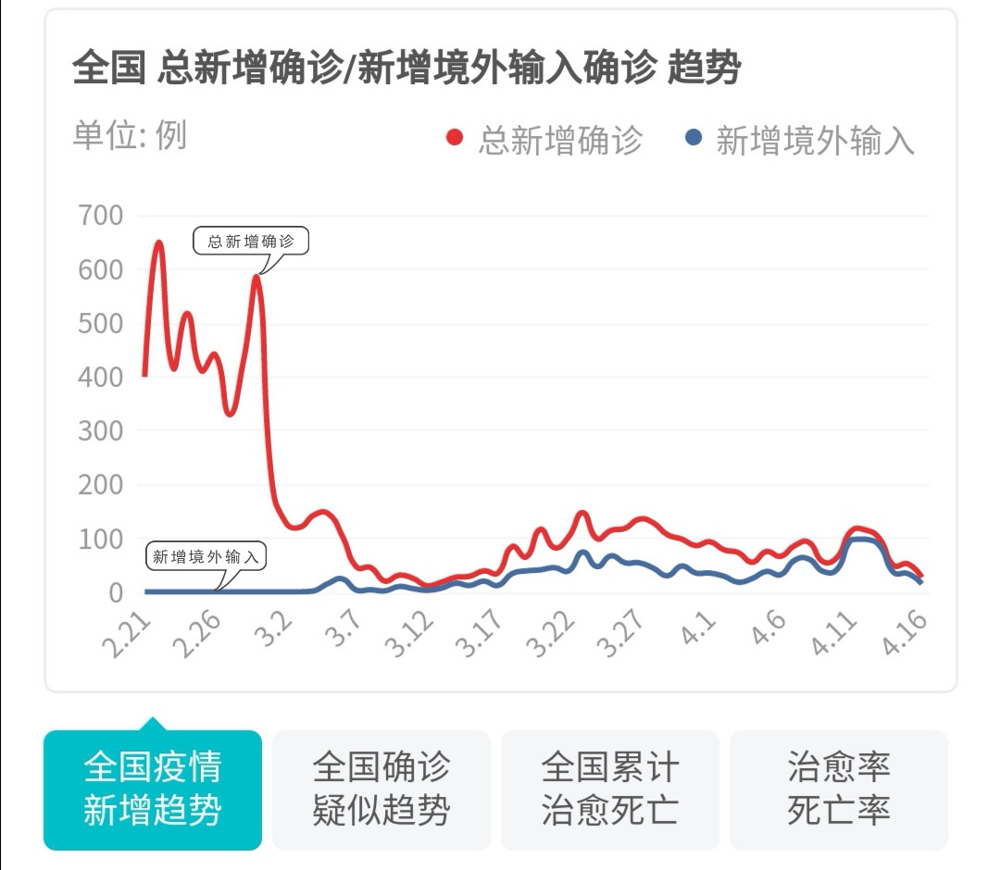 全国 总新增确诊/新增境外输入确诊 趋势
单位: 例
总新增确诊
新增境外输入
700
600
500
400
300
200
100
0
总新增确诊
新增境外输入
2.21
2.26
3.2
3.7
3.12
3.17
3.22
3.27
4.1
4.6
4.11
4.16
全国疫情
新增趋势
全国确诊
疑似趋势
全国累计
治愈死亡
治愈率
死亡率